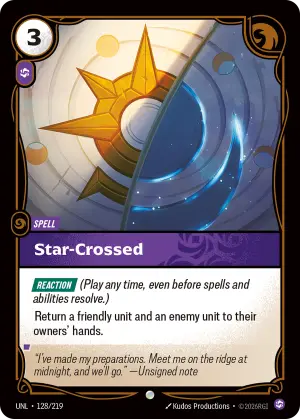 3
SPELL
Star-Crossed
REACTION (Play any time, even before spells and
abilities resolve.)
Return a friendly unit and an enemy unit to their
owners' hands.
"I've made my preparations. Meet me on the ridge at
midnight, and we'll go." —Unsigned note
UNL • 128/219
Kudos Productions • ©2026RGI